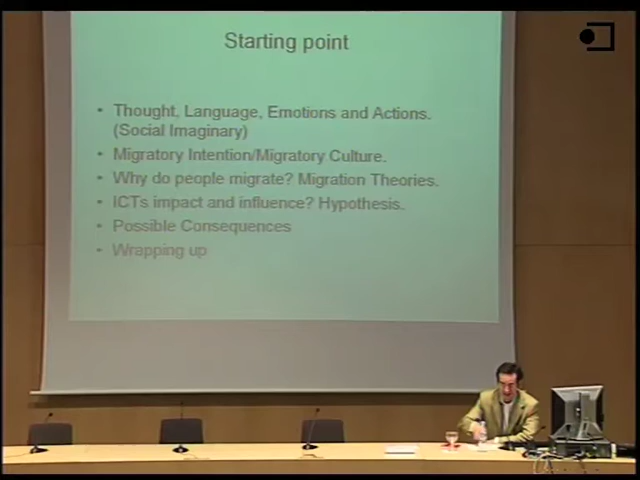 Starting point
• Thought, Language, Emotions and Actions.
(Social Imaginary)
• Migratory Intention/Migratory Culture.
• Why do people migrate? Migration Theories.
• ICTs impact and influence? Hypothesis.
• Possible Consequences
• Wrapping up